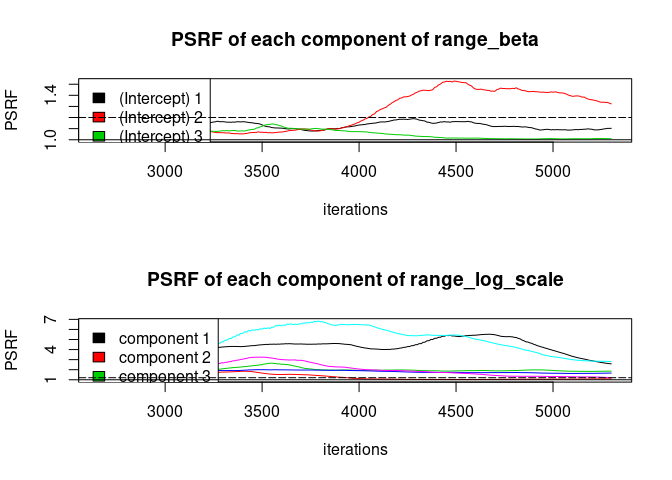 PSRF of each component of range_beta
PSRF
1.4
1.0
(Intercept) 1
(Intercept) 2
(Intercept) 3
3000 3500 4000 4500 5000
iterations
PSRF of each component of range_log_scale
PSRF
7
4
1
component 1
component 2
component 3
3000 3500 4000 4500 5000
iterations